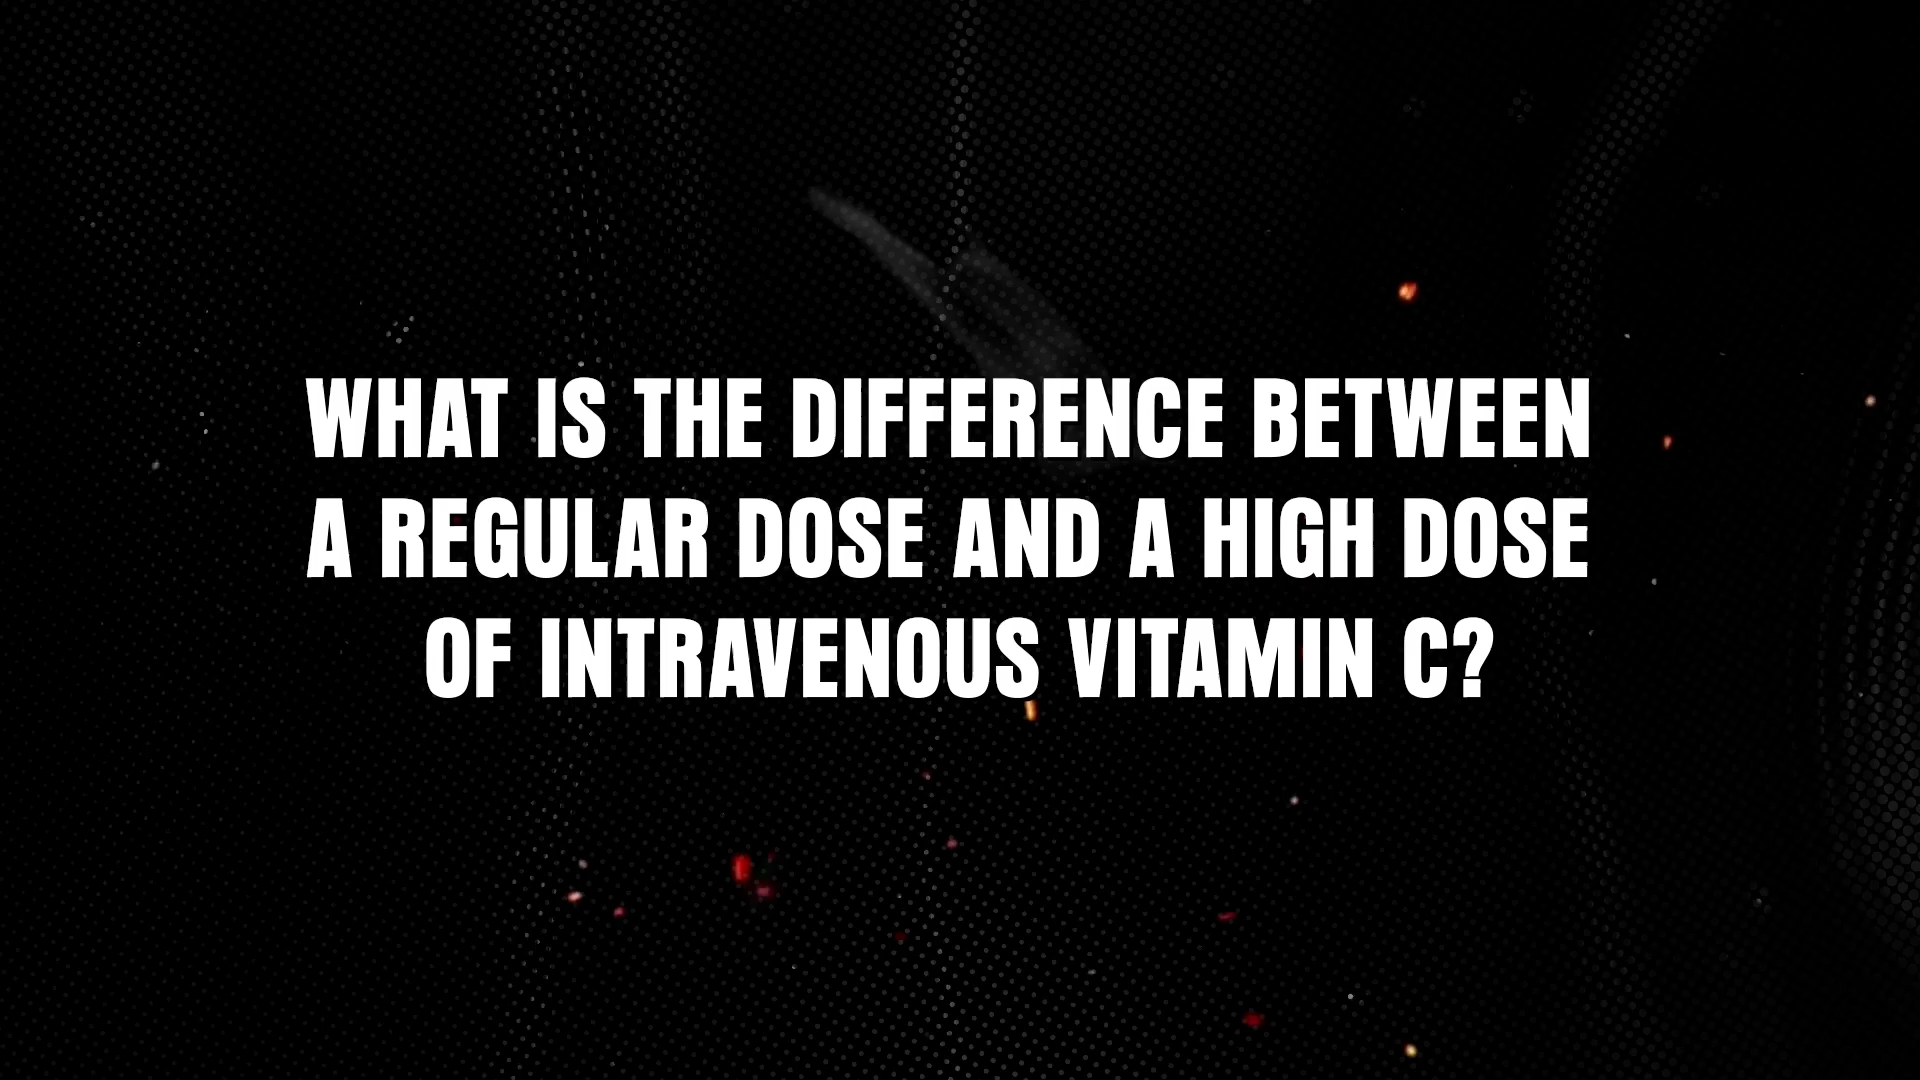 WHAT IS THE DIFFERENCE BETWEEN
A REGULAR DOSE AND A HIGH DOSE
OF INTRAVENOUS VITAMIN C?